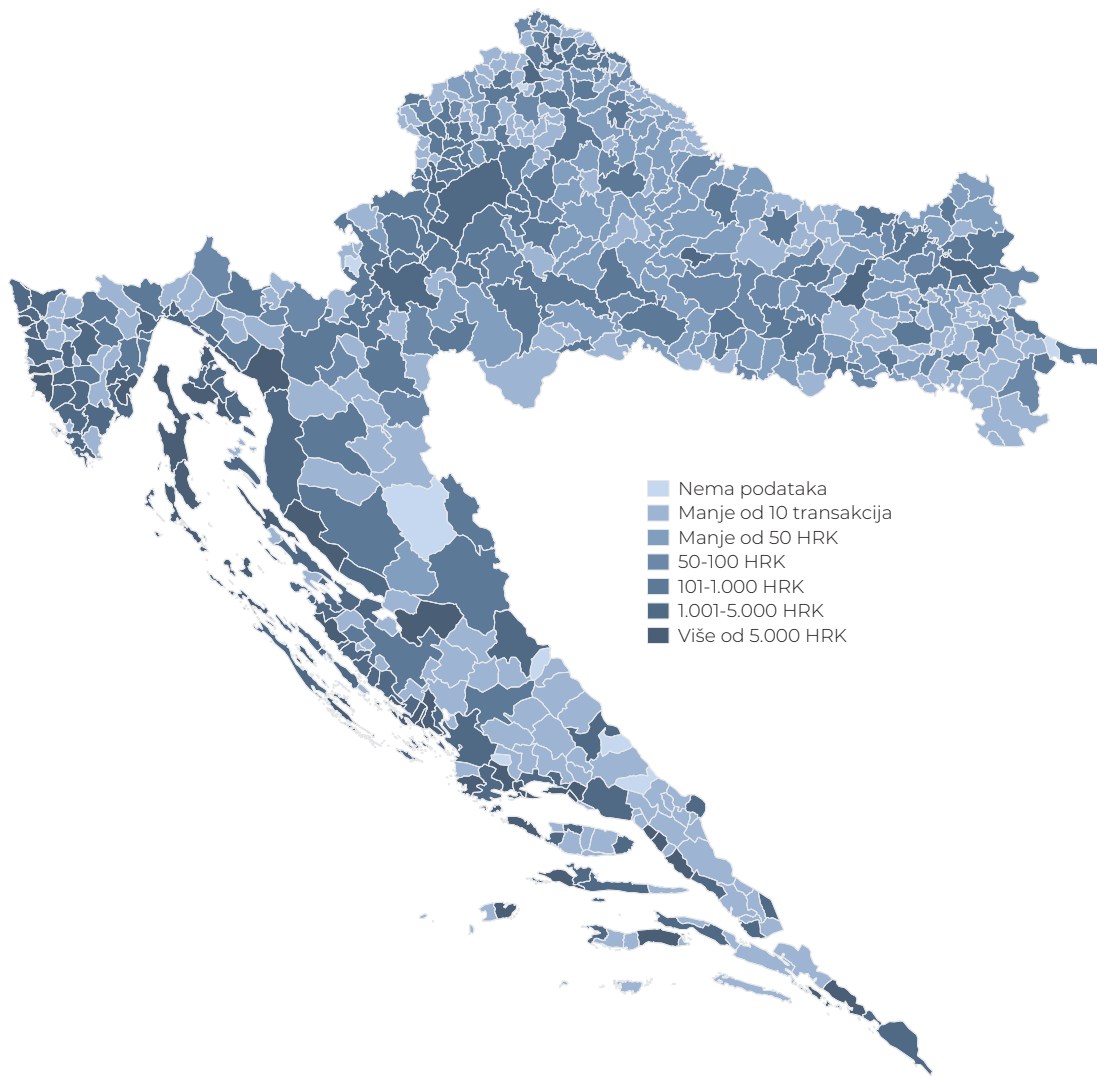 Nema podataka
Manje od 10 transakcija
Manje od 50 HRK
50-100 HRK
101-1.000 HRK
1.001-5.000 HRK
Više od 5.000 HRK